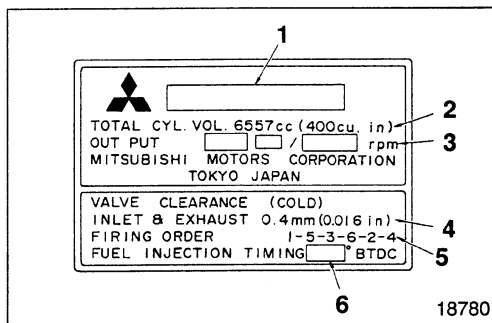 1
TOTAL CYL. VOL. 6557cc (400cu. in) 2
OUT PUT / rpm 3
MITSUBISHI MOTORS CORPORATION
TOKYO JAPAN
VALVE CLEARANCE (COLD)
INLET & EXHAUST 0.4mm (0.016 in) 4
FIRING ORDER 1-5-3-6-2-4 5
FUEL INJECTION TIMING ° BTDC
6
18780